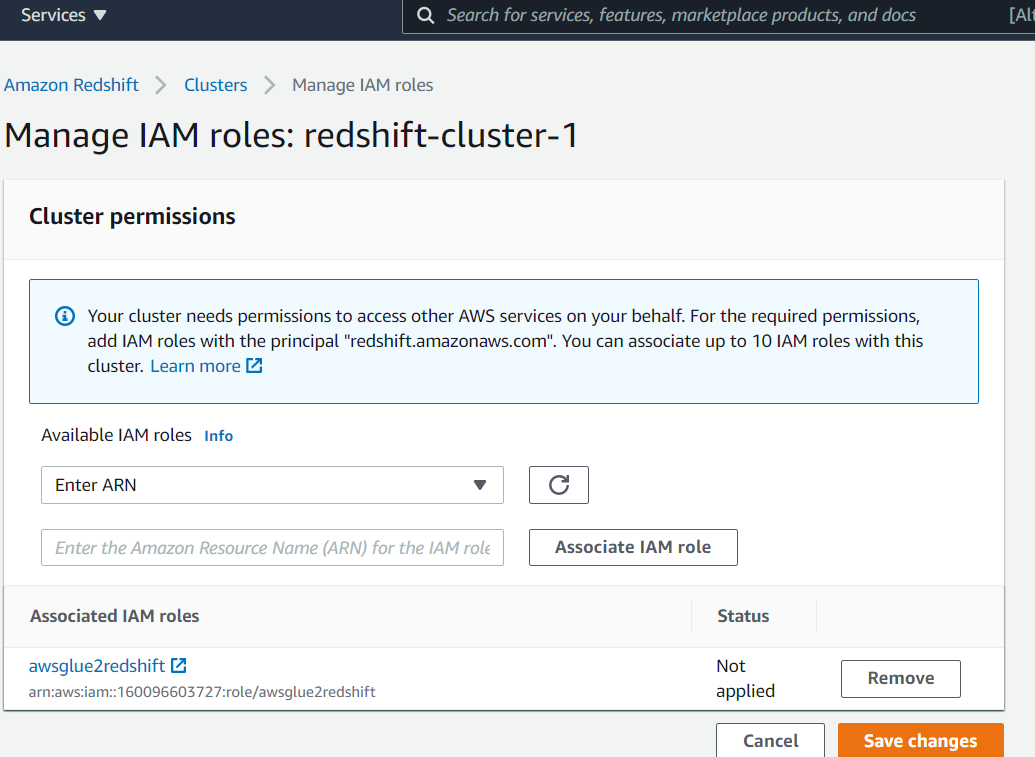 Services
Search for services, features, marketplace products, and docs
[Alt
Amazon Redshift > Clusters > Manage IAM roles
Manage IAM roles: redshift-cluster-1
Cluster permissions
Your cluster needs permissions to access other AWS services on your behalf. For the required permissions,
add IAM roles with the principal "redshift.amazonaws.com". You can associate up to 10 IAM roles with this
cluster. Learn more
Available IAM roles Info
Enter ARN
Enter the Amazon Resource Name (ARN) for the IAM role
Associate IAM role
Associated IAM roles
Status
awsglue2redshift
arn:aws:iam::160096603727:role/awsglue2redshift
Not
applied
Remove
Cancel
Save changes